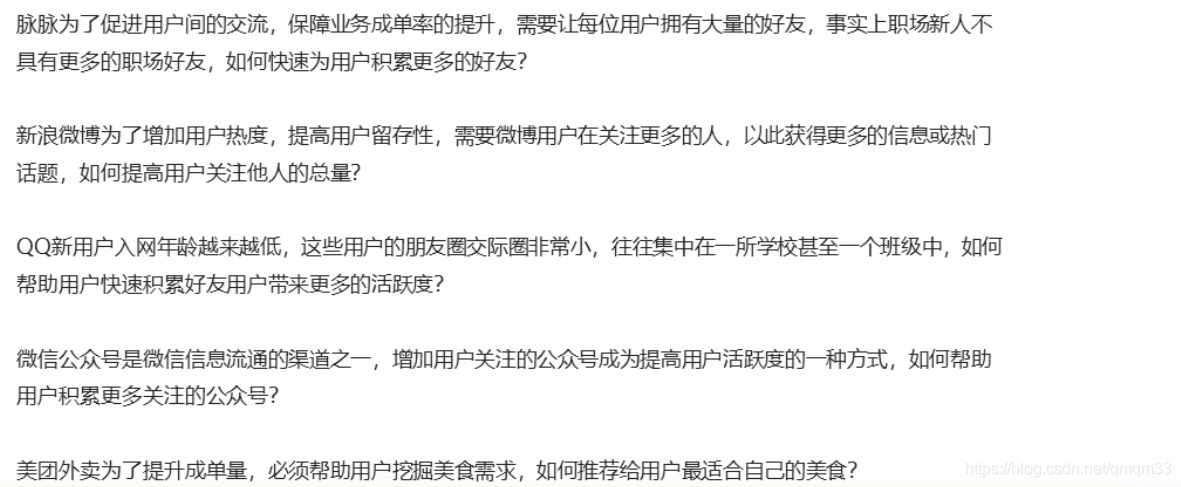 脉脉为了促进用户间的交流，保障业务成单率的提升，需要让每位用户拥有大量的好友，事实上职场新人不
具有更多的职场好友，如何快速为用户积累更多的好友?
新浪微博为了增加用户热度，提高用户留存性，需要微博用户在关注更多的人，以此获得更多的信息或热门
话题，如何提高用户关注他人的总量?
QQ新用户入网年龄越来越低，这些用户的朋友圈交际圈非常小，往往集中在一所学校甚至一个班级中，如何
帮助用户快速积累好友用户带来更多的活跃度?
微信公众号是微信信息流通的渠道之一，增加用户关注的公众号成为提高用户活跃度的一种方式，如何帮助
用户积累更多关注的公众号?
美团外卖为了提升成单量，必须帮助用户挖掘美食需求，如何推荐给用户最适合自己的美食?
https://blog.csdn.net/qmqm33